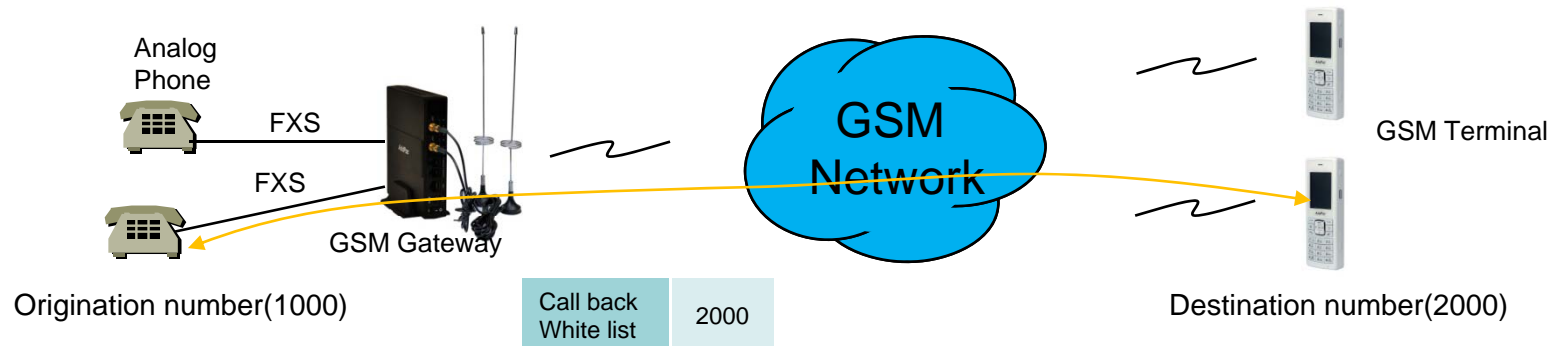 Analog
Phone
FXS
FXS
GSM Gateway
GSM
Network
GSM Terminal
Origination number(1000)
Call back
White list
2000
Destination number(2000)